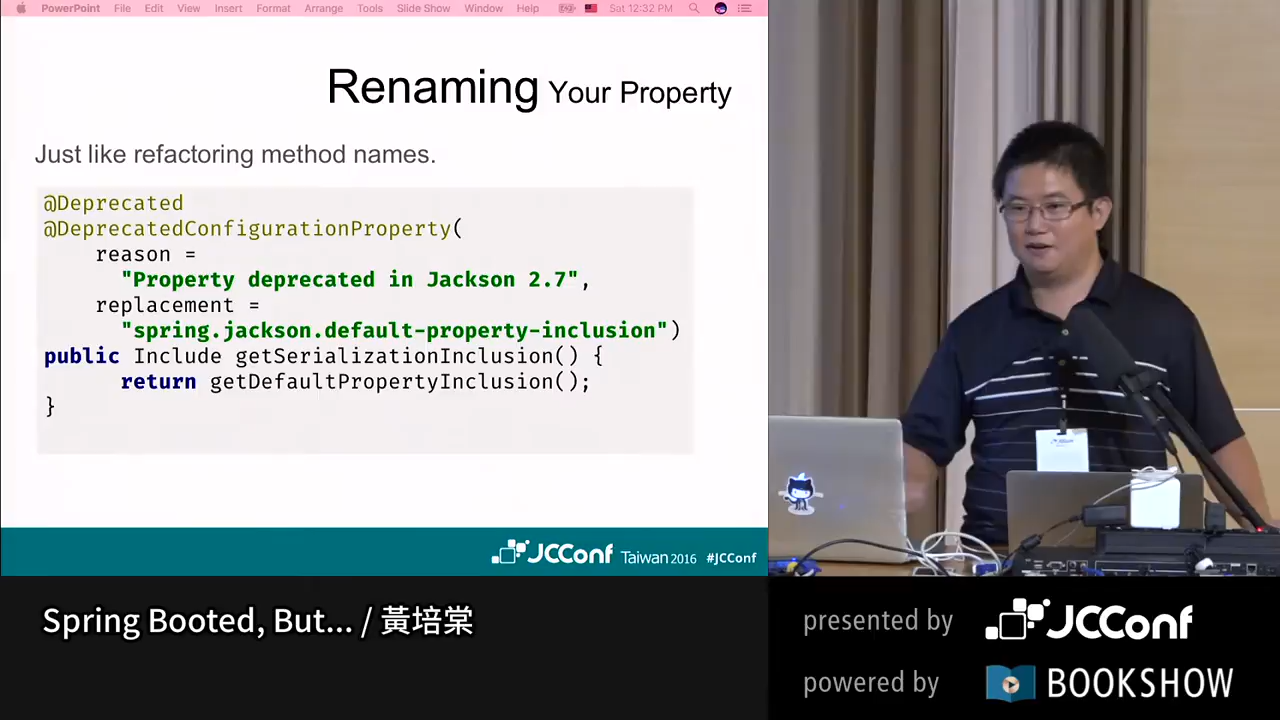 PowerPoint File Edit View Insert Format Arrange Tools Slide Show Window Help Sat 12:32 PM
Renaming Your Property
Just like refactoring method names.
@Deprecated
@DeprecatedConfigurationProperty(
reason =
"Property deprecated in Jackson 2.7",
replacement =
"spring.jackson.default-property-inclusion")
public Include getSerializationInclusion() {
return getDefaultPropertyInclusion();
}
JCConf Taiwan 2016 #JCConf
Spring Booted, But... / 黃培棠
presented by JCConf
powered by BOOKSHOW